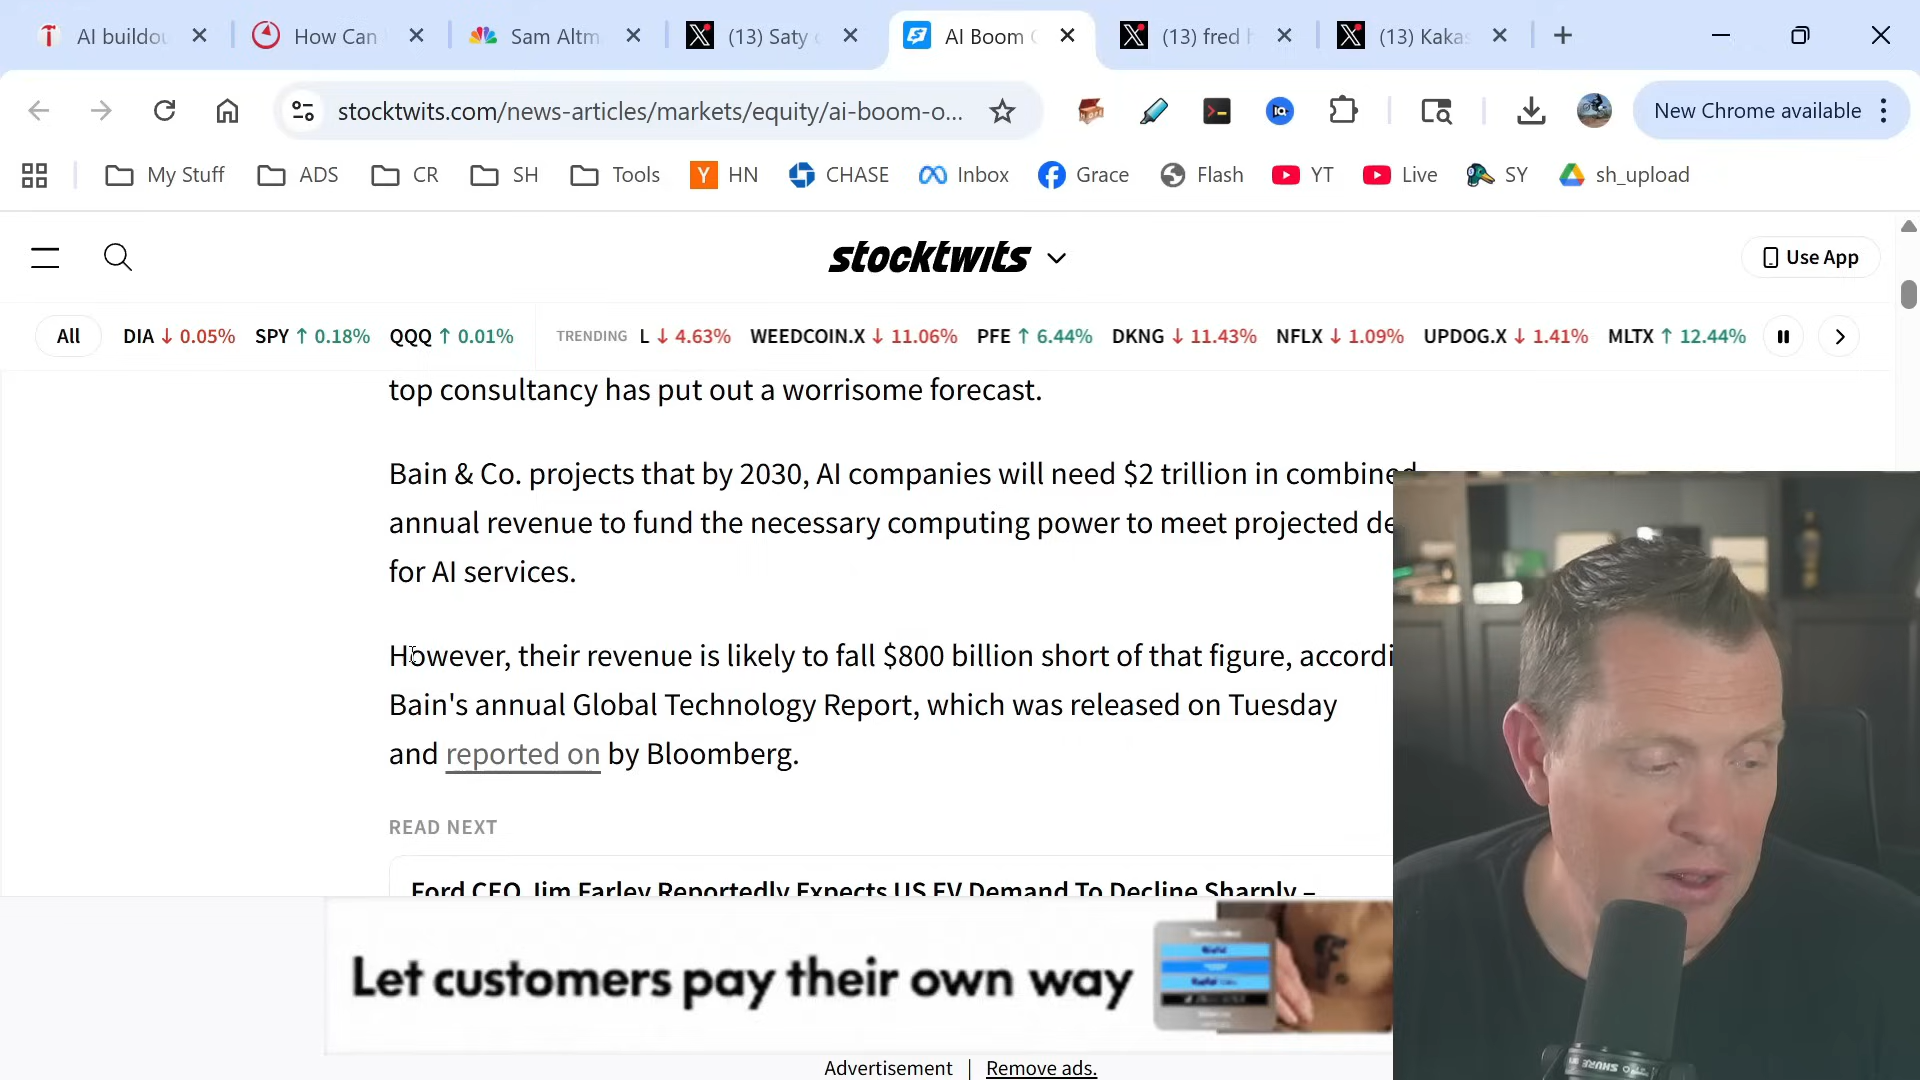 AI buildou
How Can
Sam Altm
(13) Saty
AI Boom
(13) fred h
(13) Kaka
stocktwits.com/news-articles/markets/equity/ai-boom-o...
New Chrome available
My Stuff
ADS
CR
SH
Tools
HN
CHASE
Inbox
Grace
Flash
YT
Live
SY
sh_upload
stocktwits
Use App
All
DIA ↓ 0.05%
SPY ↑ 0.18%
QQQ ↑ 0.01%
TRENDING
L ↓ 4.63%
WEEDCOIN.X ↓ 11.06%
PFE ↑ 6.44%
DKNG ↓ 11.43%
NFLX ↓ 1.09%
UPDOG.X ↓ 1.41%
MLTX ↑ 12.44%
top consultancy has put out a worrisome forecast.
Bain & Co. projects that by 2030, AI companies will need $2 trillion in combined
annual revenue to fund the necessary computing power to meet projected de
for AI services.
However, their revenue is likely to fall $800 billion short of that figure, accordi
Bain's annual Global Technology Report, which was released on Tuesday
and reported on by Bloomberg.
READ NEXT
Ford CEO Jim Farley Reportedly Expects US EV Demand To Decline Sharply –
Let customers pay their own way
Advertisement | Remove ads.